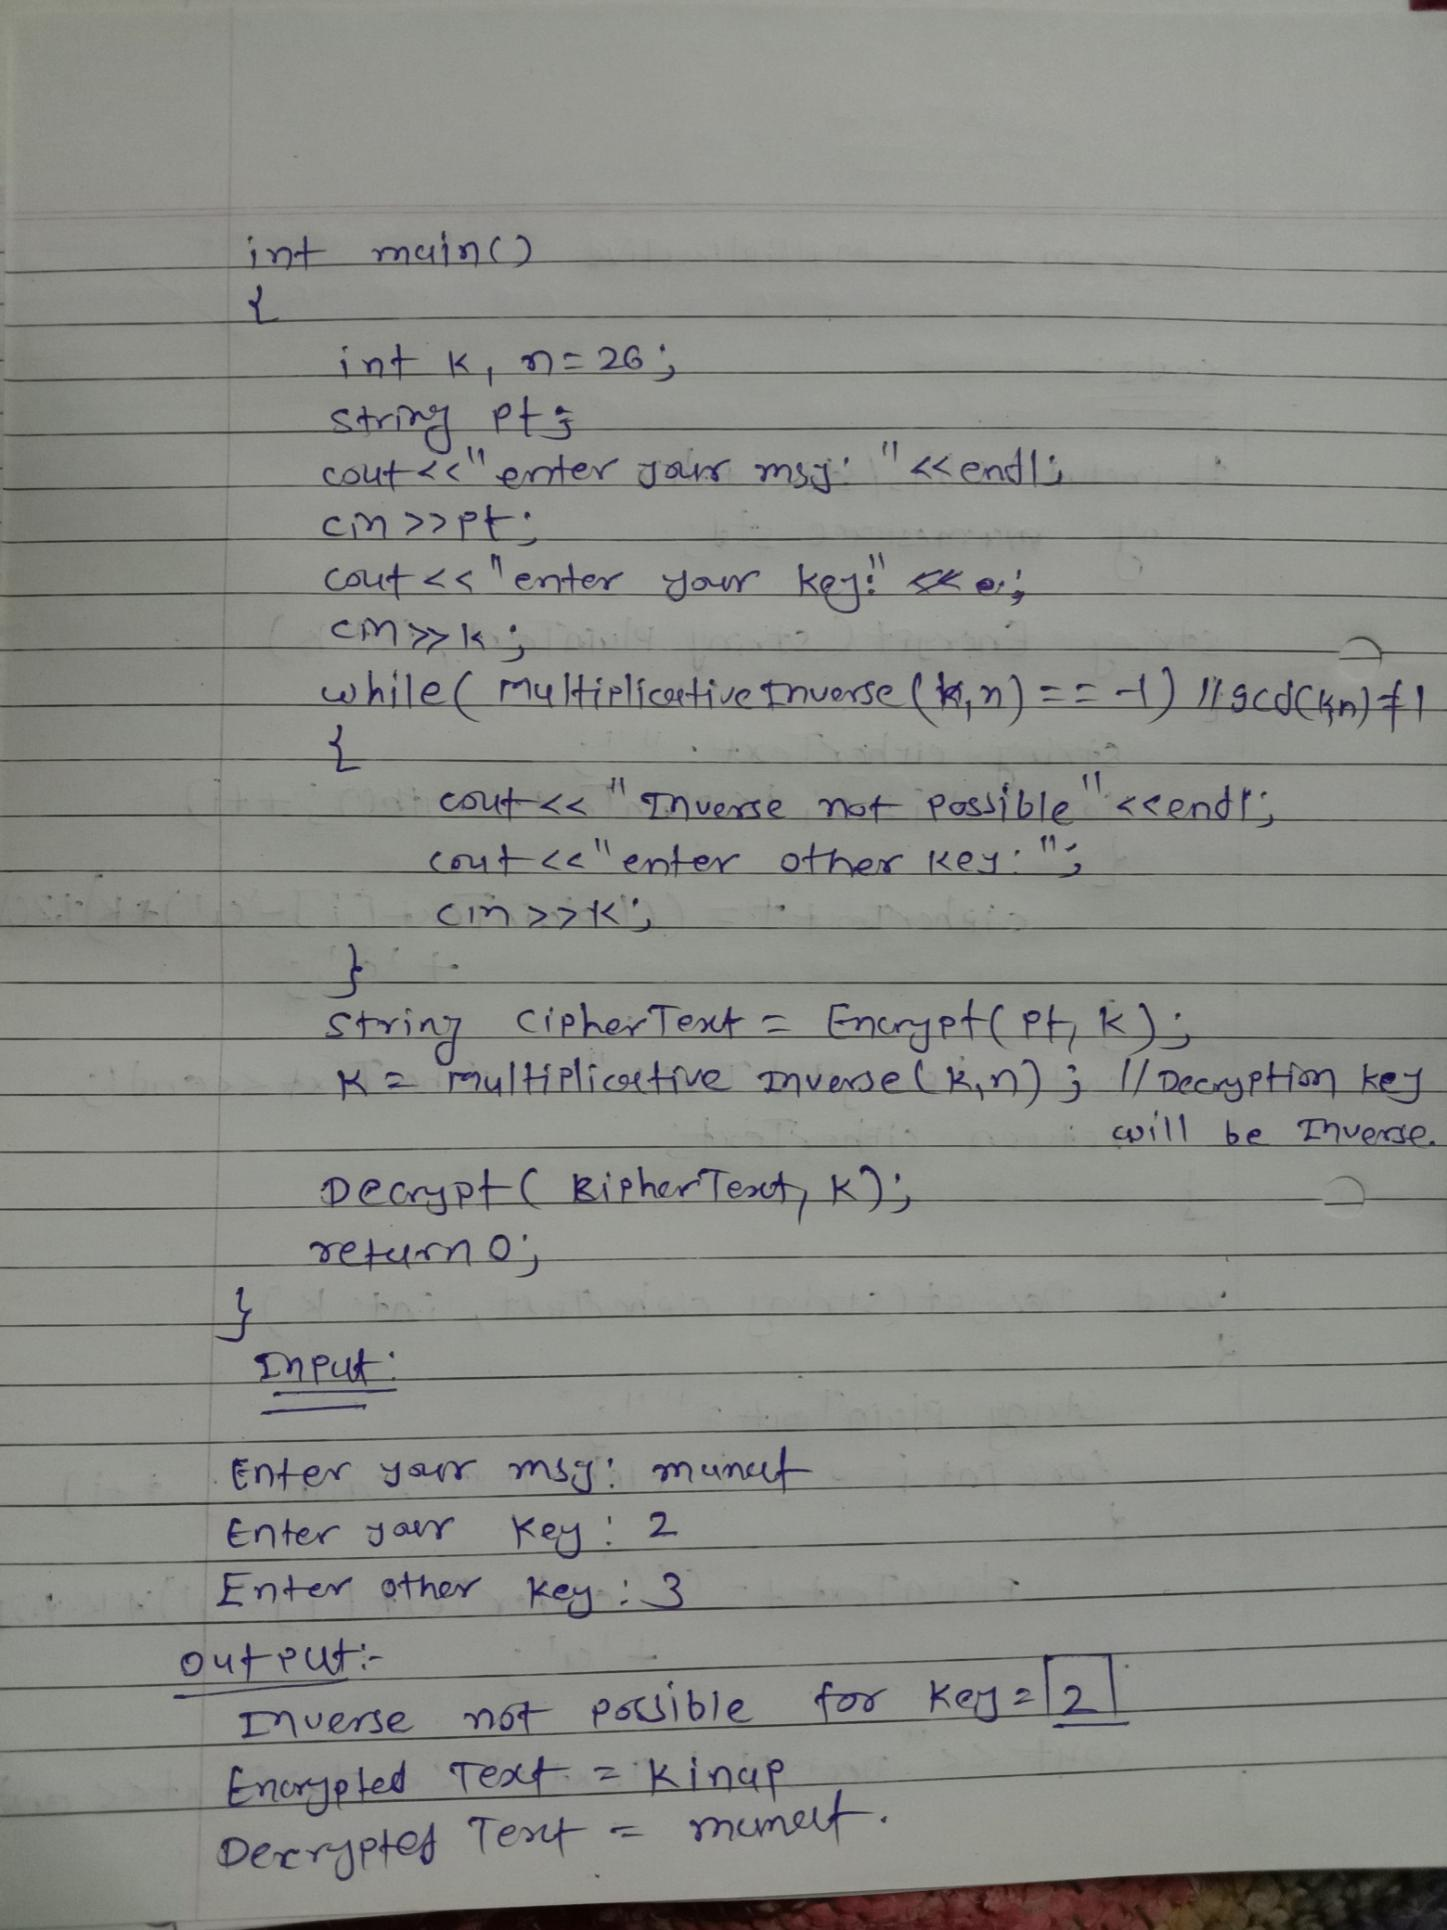 int main()
{
int k, n=26;
string pt;
cout<<"enter your msg: "<<endl;
cin>>pt;
cout<<"enter your key:"
cin>>k;
while( multiplicativeInverse(k,n)==-1) //gcd(k,n)≠1
{
cout<<"Inverse not possible"<<endl;
cout<<"enter other key:";
cin>>k;
}
string CipherText = Encrypt(pt, k);
k= multiplicative Inverse(k,n); //Decryption key
will be Inverse.
Decrypt( CipherText, k);
return 0;
}
Input:
Enter your msg: munaf
Enter your key: 2
Enter other key: 3
output:-
Inverse not possible for key=2
Encrypted Text = kinap
Decrypted Text = munaf.